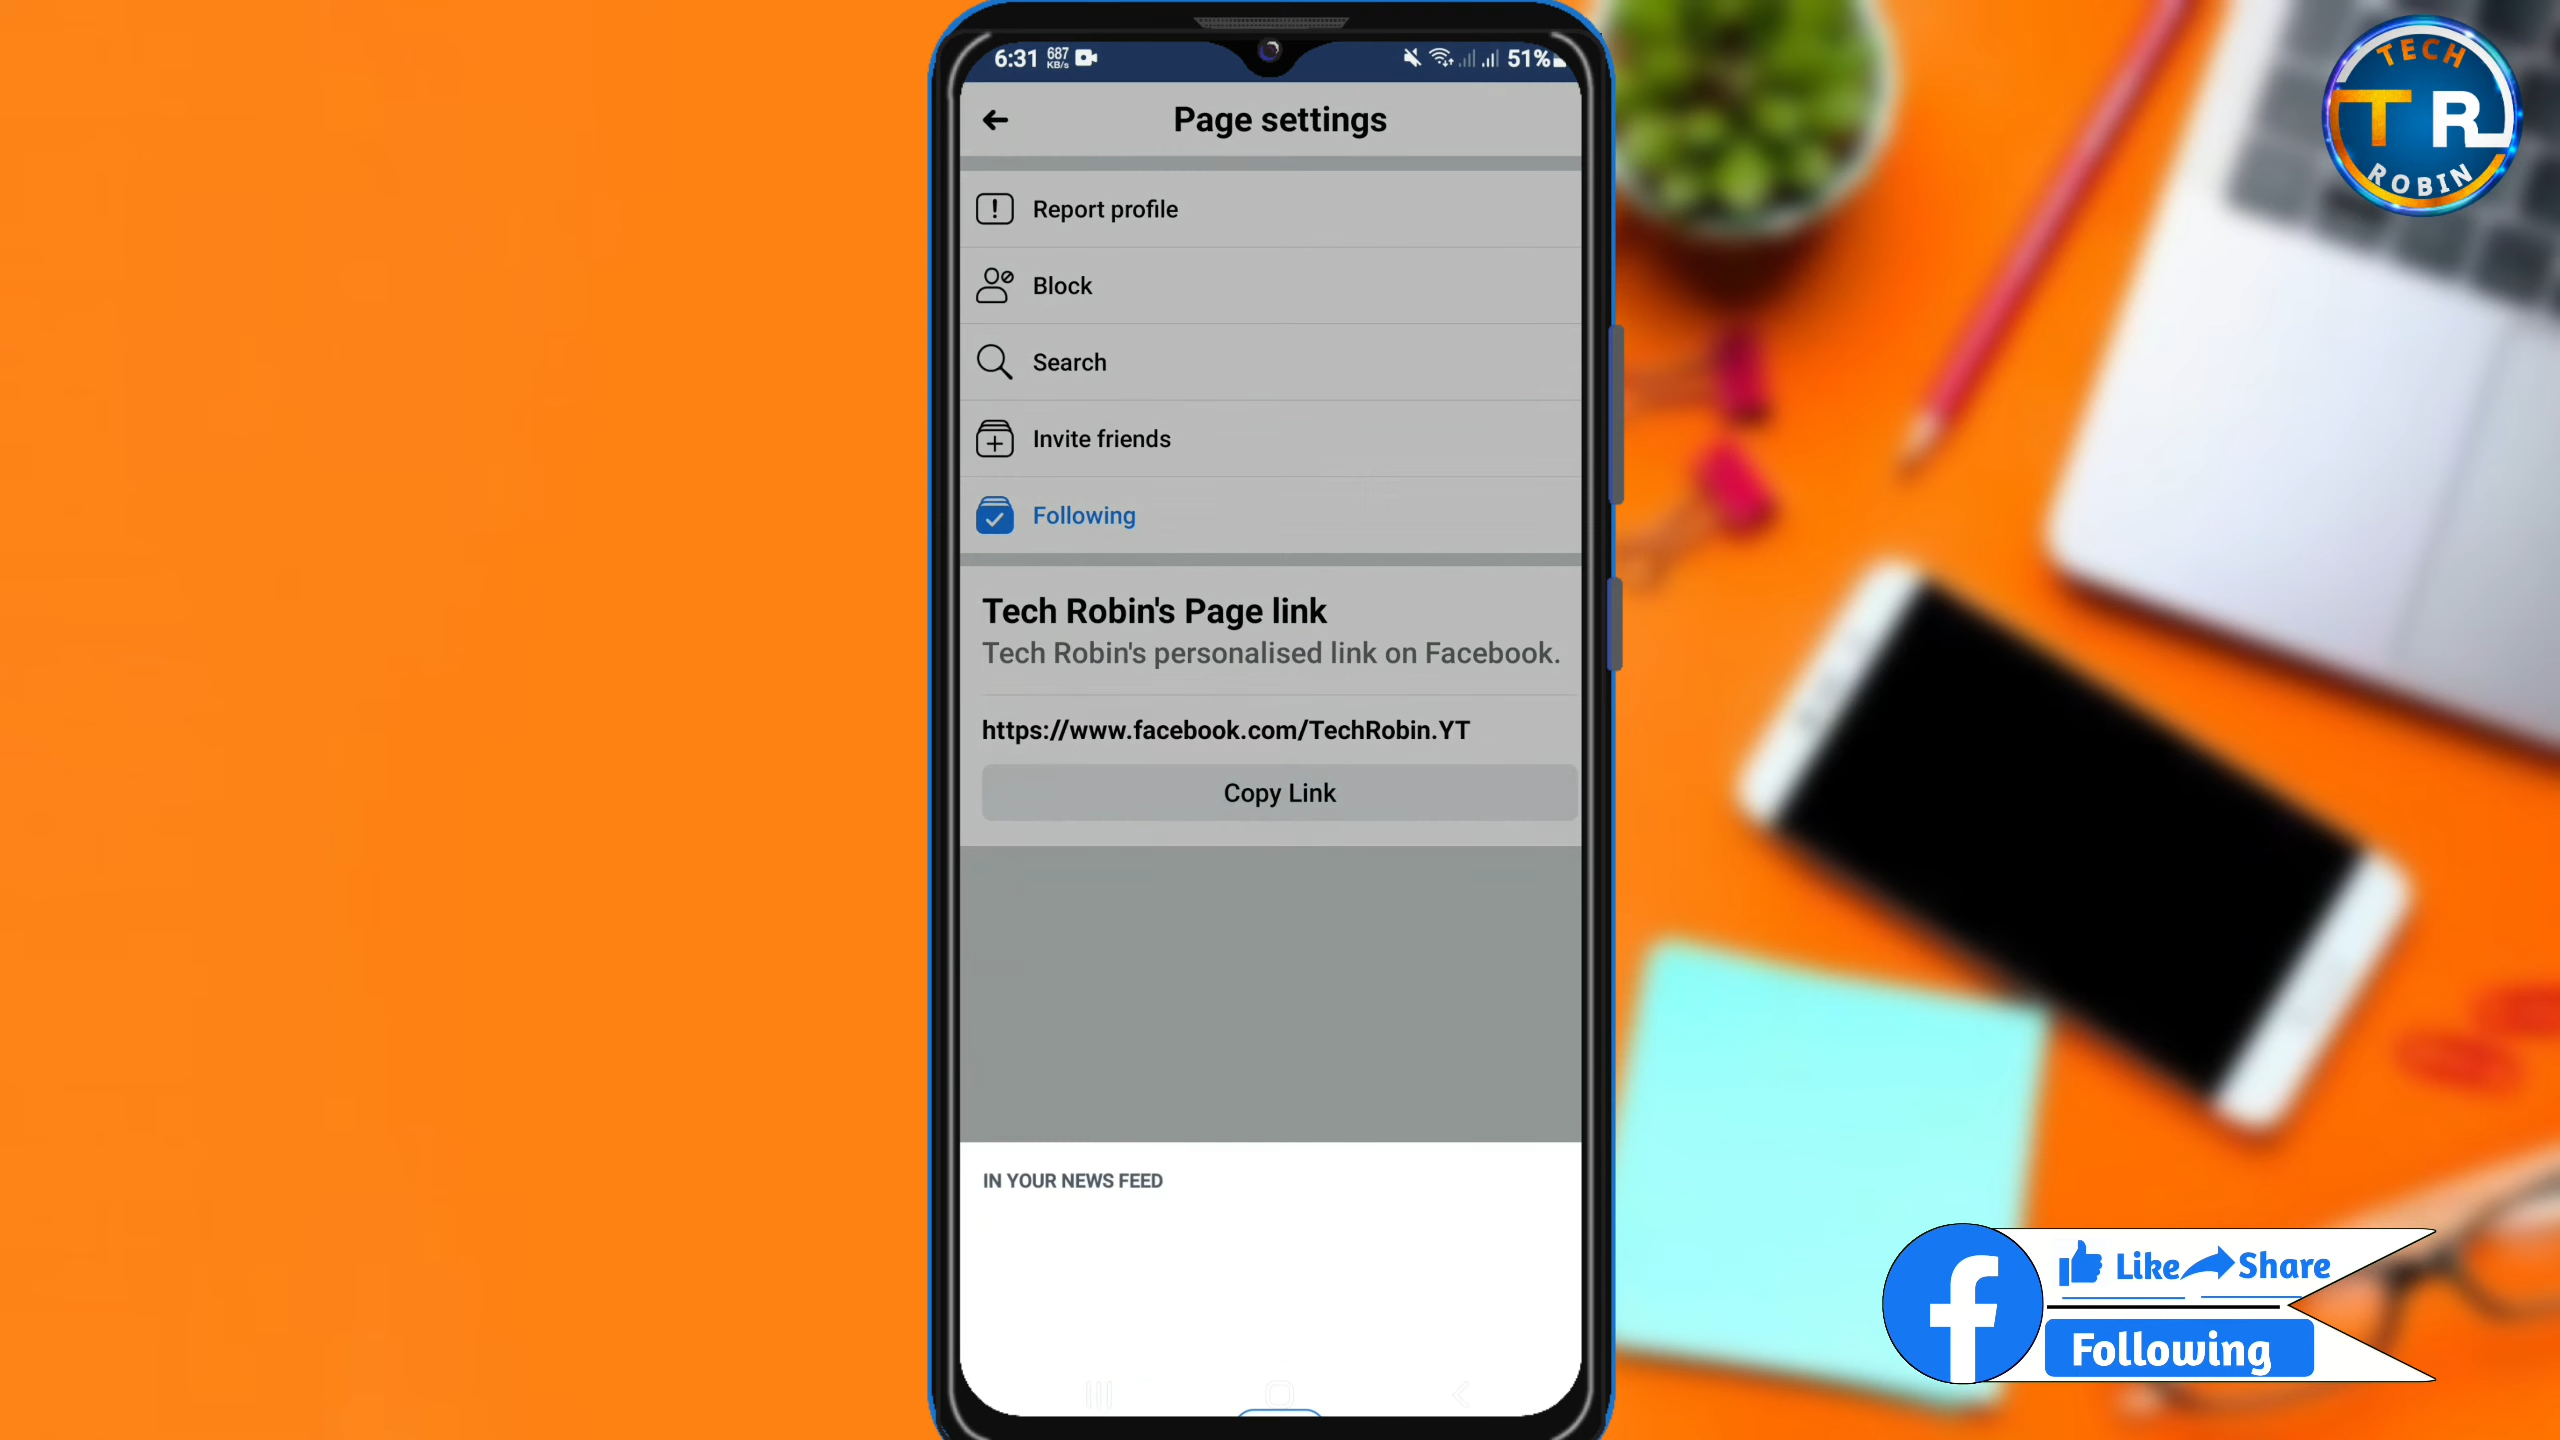 6:31 687 KB/s 51%
Page settings
Report profile
Block
Search
Invite friends
Following
Tech Robin's Page link
Tech Robin's personalised link on Facebook.
https://www.facebook.com/TechRobin.YT
Copy Link
IN YOUR NEWS FEED
TECH
TR
ROBIN
f
Like Share
Following